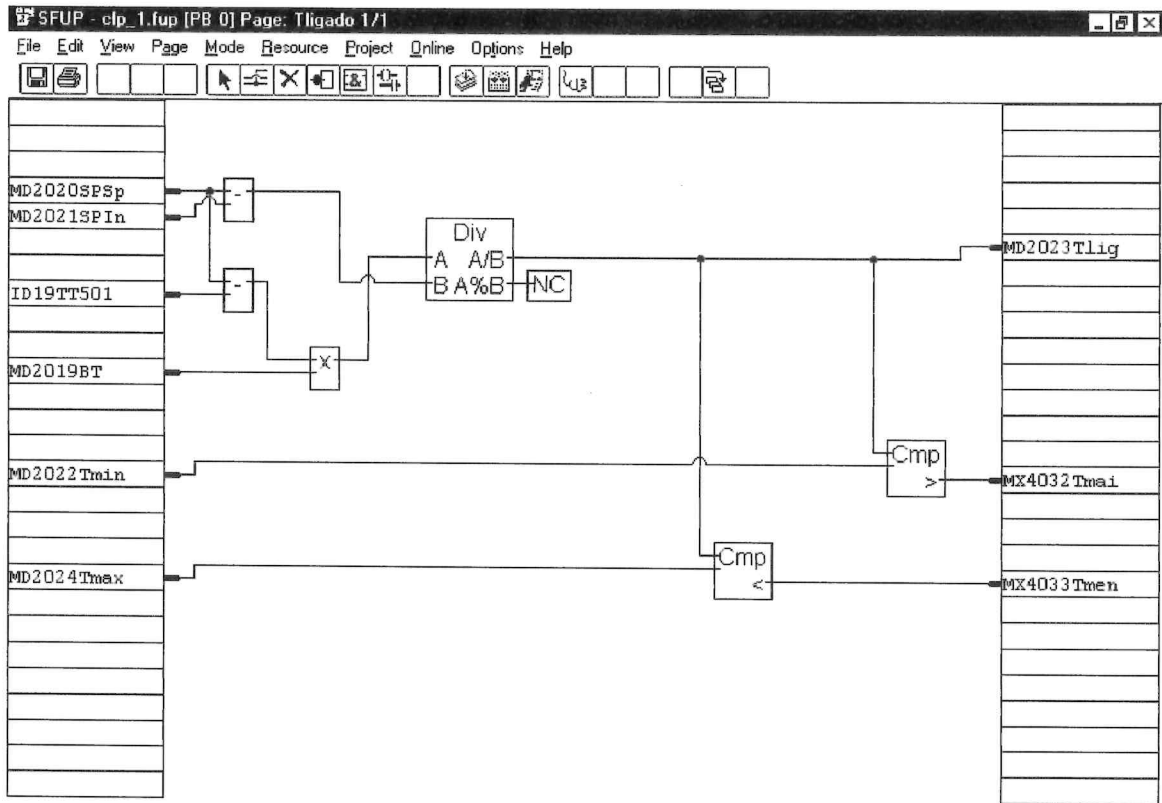 SFUP - clp_1.fup [PB 0] Page: Tligado 1/1
File Edit View Page Mode Resource Project Online Options Help
MD2020SPSp
-
MD2021SPIn
Div
A A/B
MD2023Tlig
B A%B NC
-
ID19TT501
X
MD2019BT
Cmp
MD2022Tmin
> MX4032Tmai
Cmp
MD2024Tmax
< MX4033Tmen